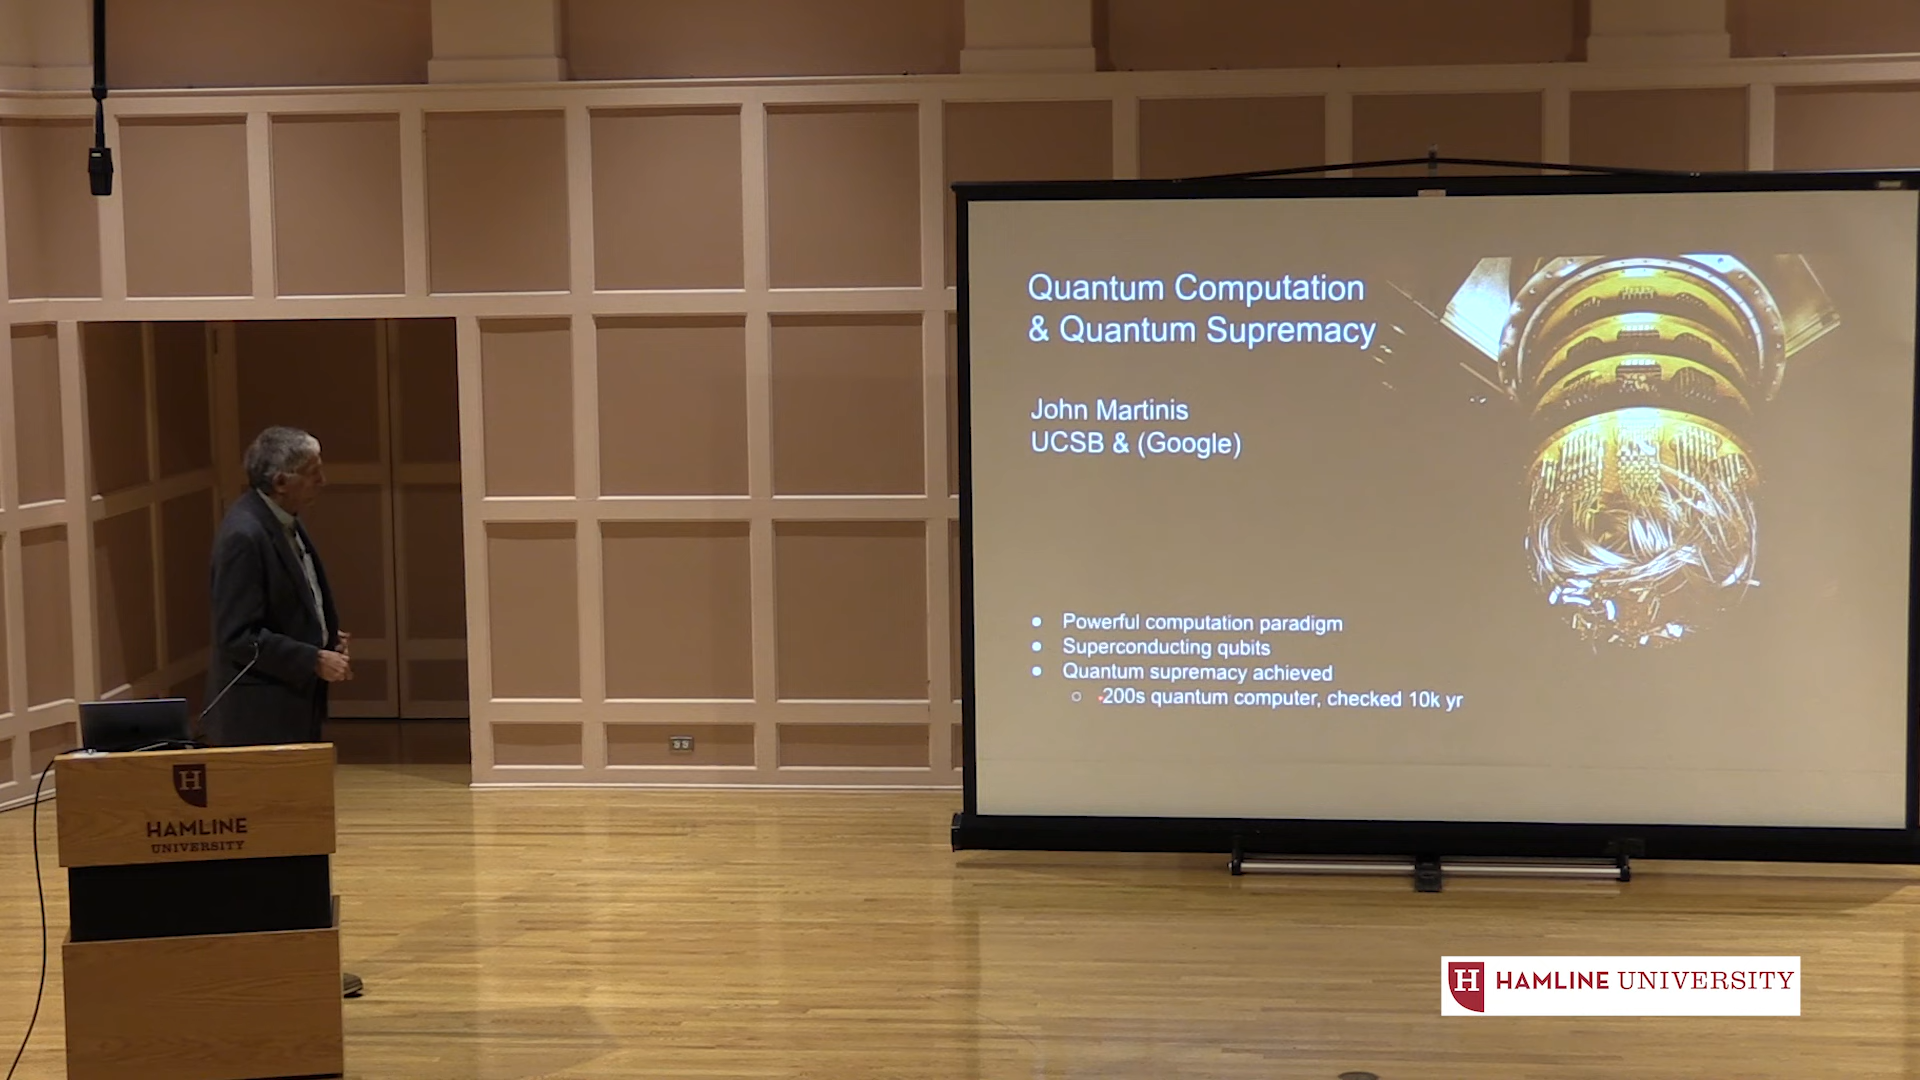 Quantum Computation
& Quantum Supremacy
John Martinis
UCSB & (Google)
Powerful computation paradigm
Superconducting qubits
Quantum supremacy achieved
200s quantum computer, checked 10k yr
H
HAMLINE
UNIVERSITY
H HAMLINE UNIVERSITY